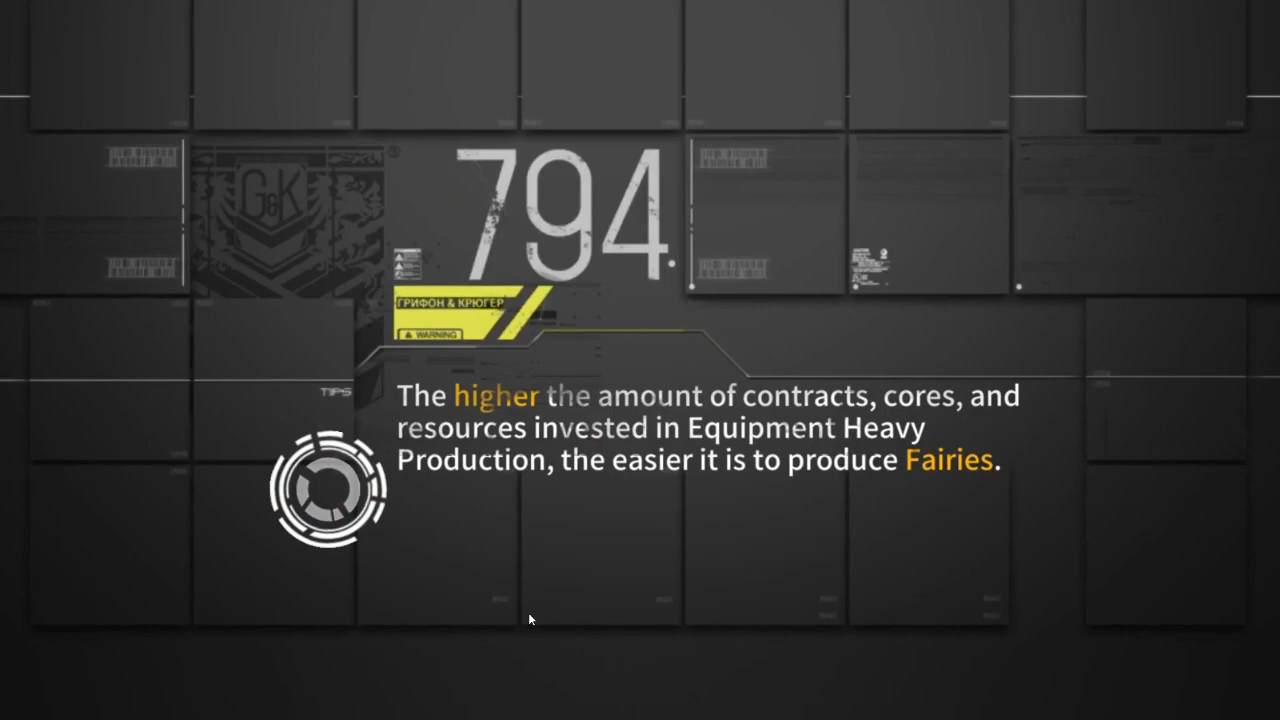 G&K
794.
ГРИФОН & КРЮГЕР
WARNING
TIPS
The higher the amount of contracts, cores, and
resources invested in Equipment Heavy
Production, the easier it is to produce Fairies.